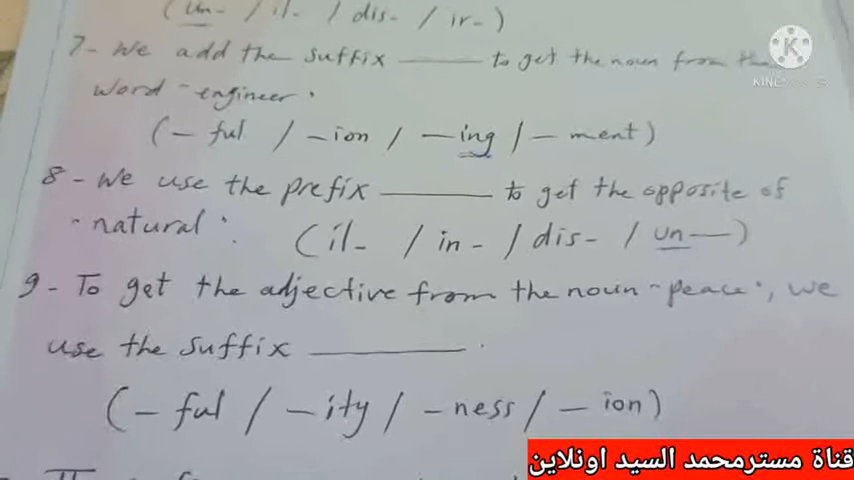 (un- / il- / dis- / ir-)
7- We add the suffix ______ to get the noun from the
word "engineer".
(- ful / - ion / - ing / - ment)
8 - We use the prefix ______ to get the opposite of
"natural".
(il- / in- / dis- / un-)
9 - To get the adjective from the noun "peace", we
use the suffix ______.
(- ful / - ity / - ness / - ion)
قناة مسترمحمد السيد اونلاين